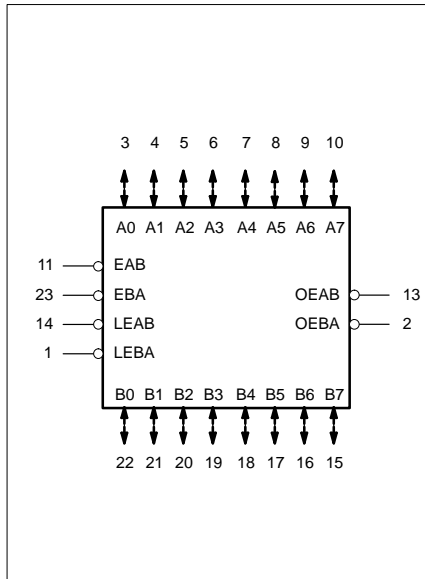 3 4 5 6 7 8 9 10
A0 A1 A2 A3 A4 A5 A6 A7
11 EAB
23 EBA OEAB 13
14 LEAB OEBA 2
1 LEBA
B0 B1 B2 B3 B4 B5 B6 B7
22 21 20 19 18 17 16 15